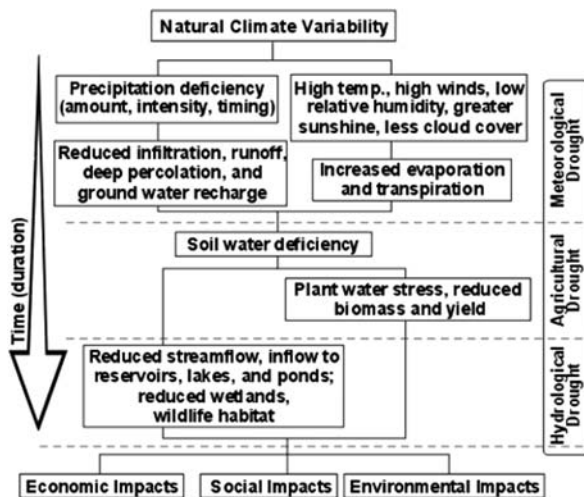 Natural Climate Variability
Precipitation deficiency
(amount, intensity, timing)
High temp., high winds, low
relative humidity, greater
sunshine, less cloud cover
Reduced infiltration, runoff,
deep percolation, and
ground water recharge
Increased evaporation
and transpiration
Meteorological
Drought
Soil water deficiency
Plant water stress, reduced
biomass and yield
Agricultural
Drought
Time (duration)
Reduced streamflow, inflow to
reservoirs, lakes, and ponds;
reduced wetlands,
wildlife habitat
Hydrological
Drought
Economic Impacts
Social Impacts
Environmental Impacts